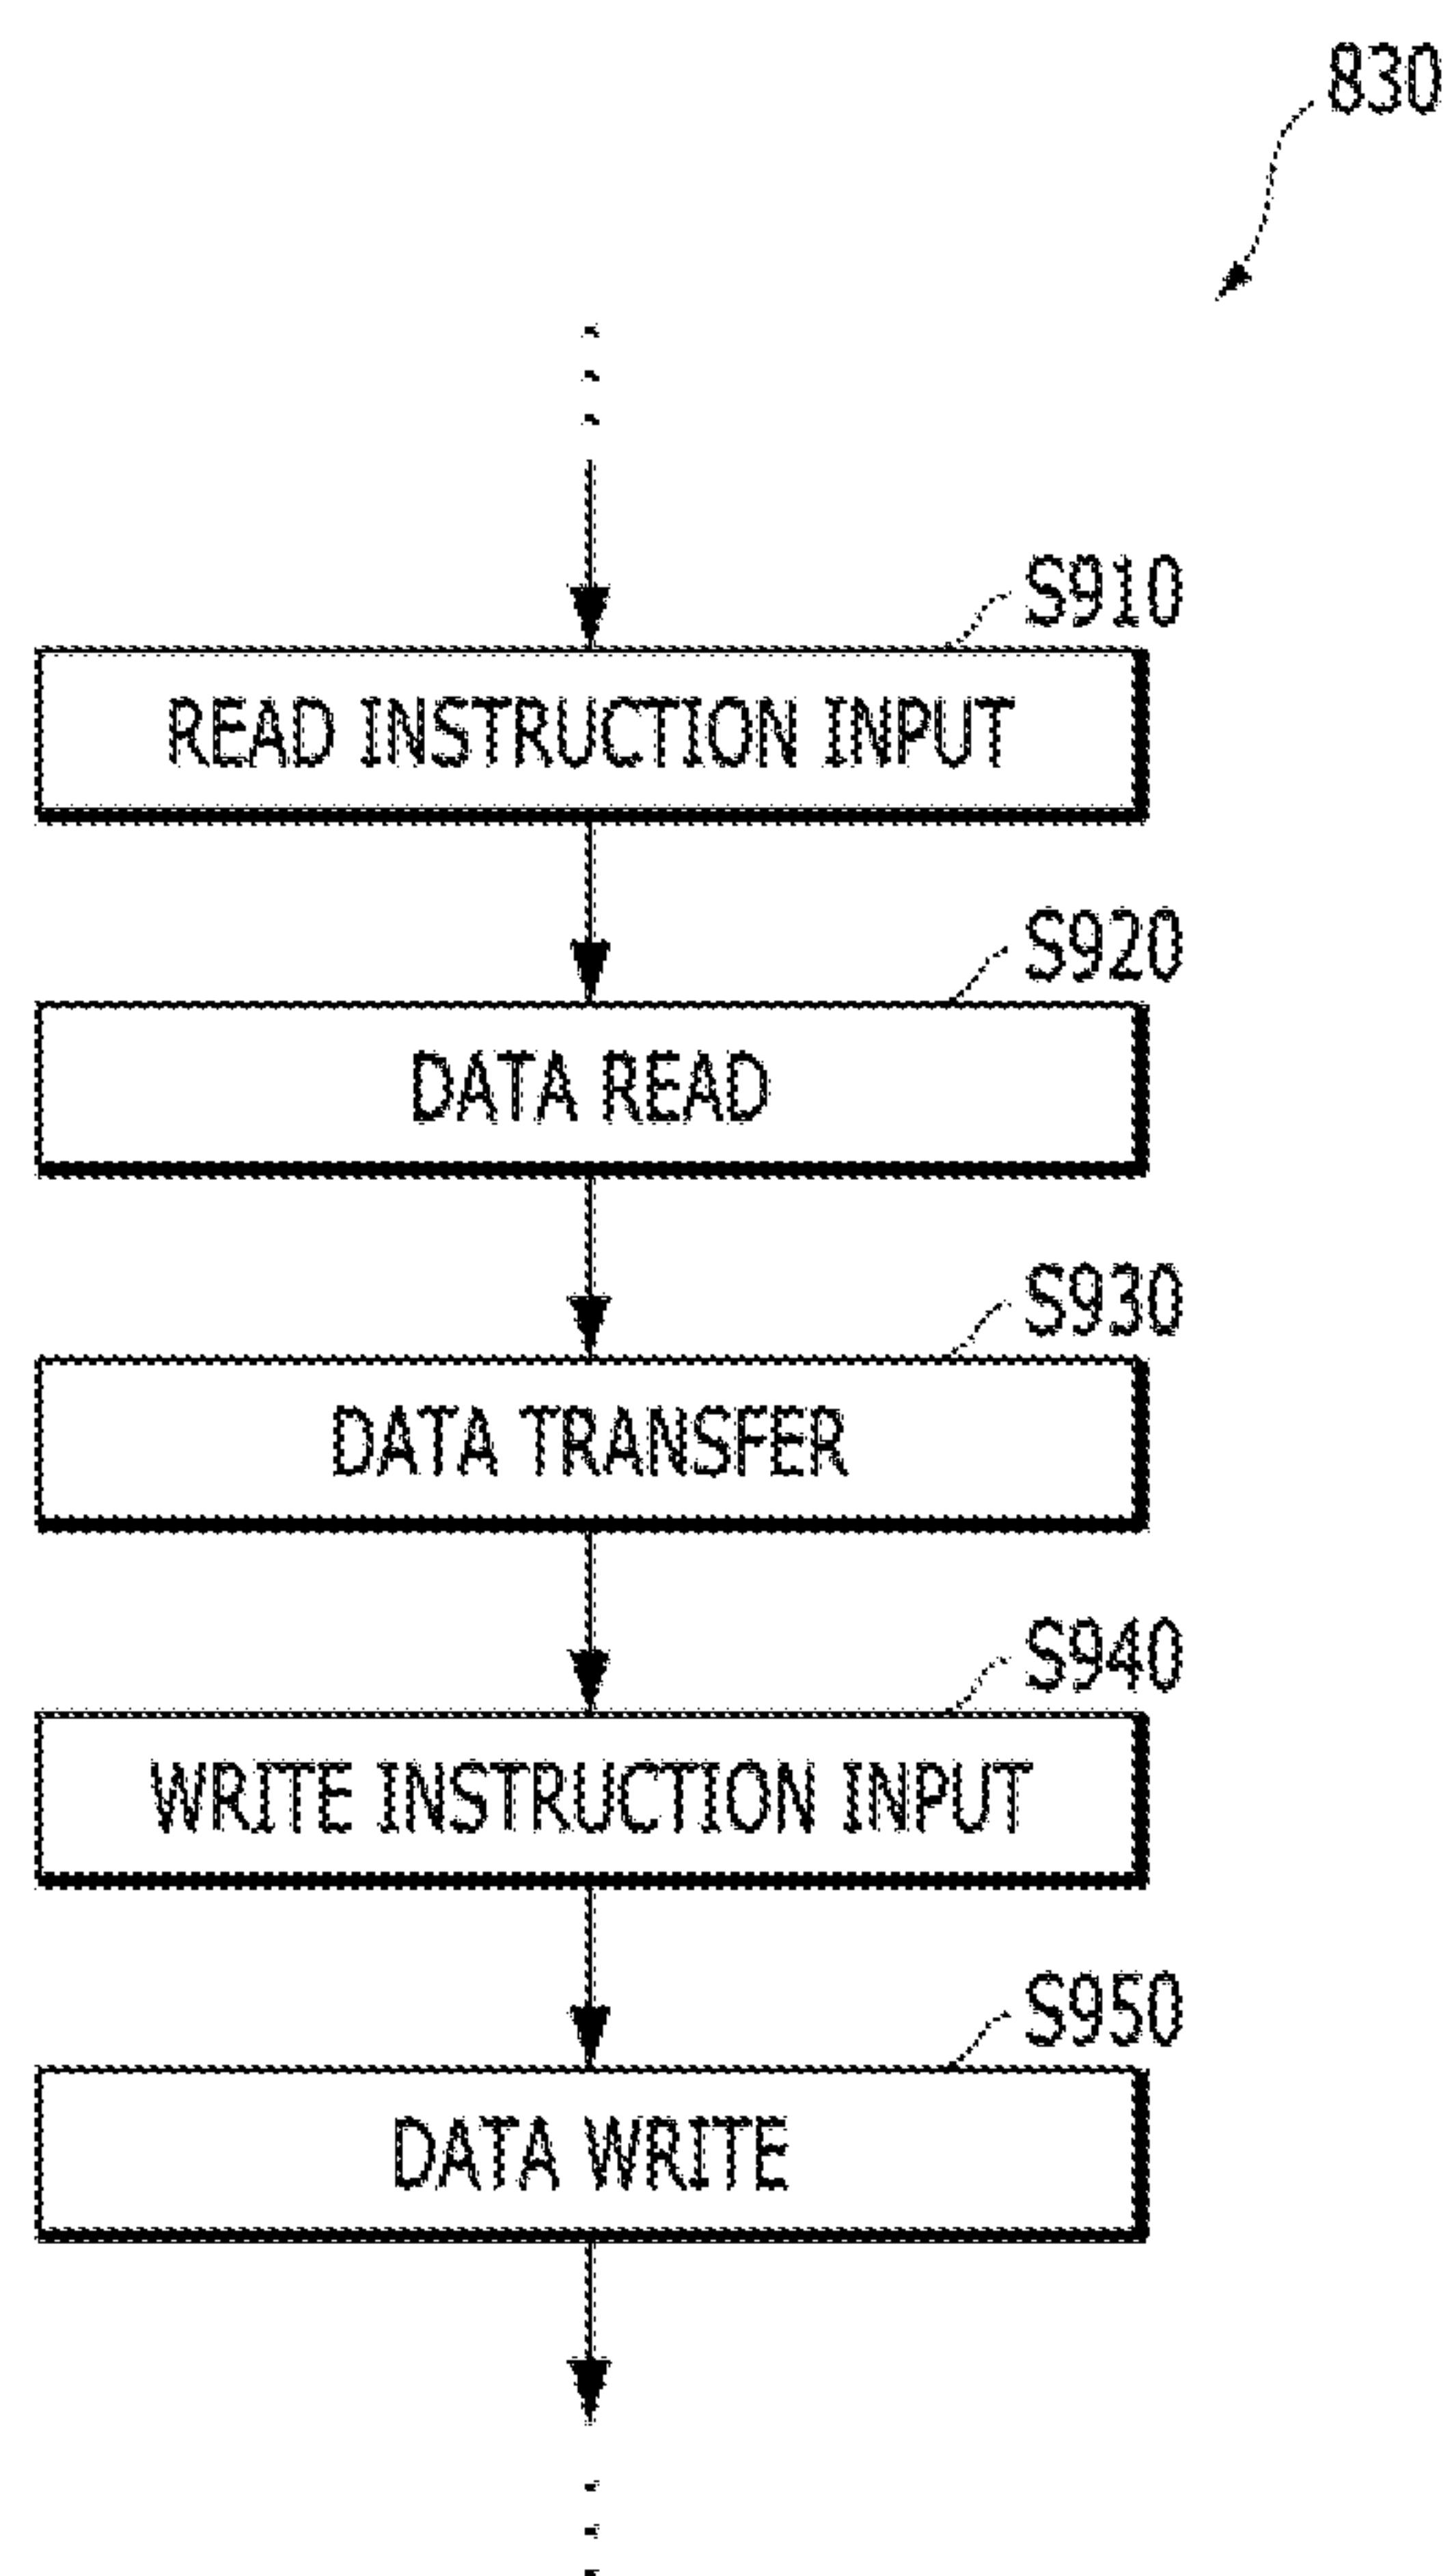 830
S910
READ INSTRUCTION INPUT
S920
DATA READ
S930
DATA TRANSFER
S940
WRITE INSTRUCTION INPUT
S950
DATA WRITE